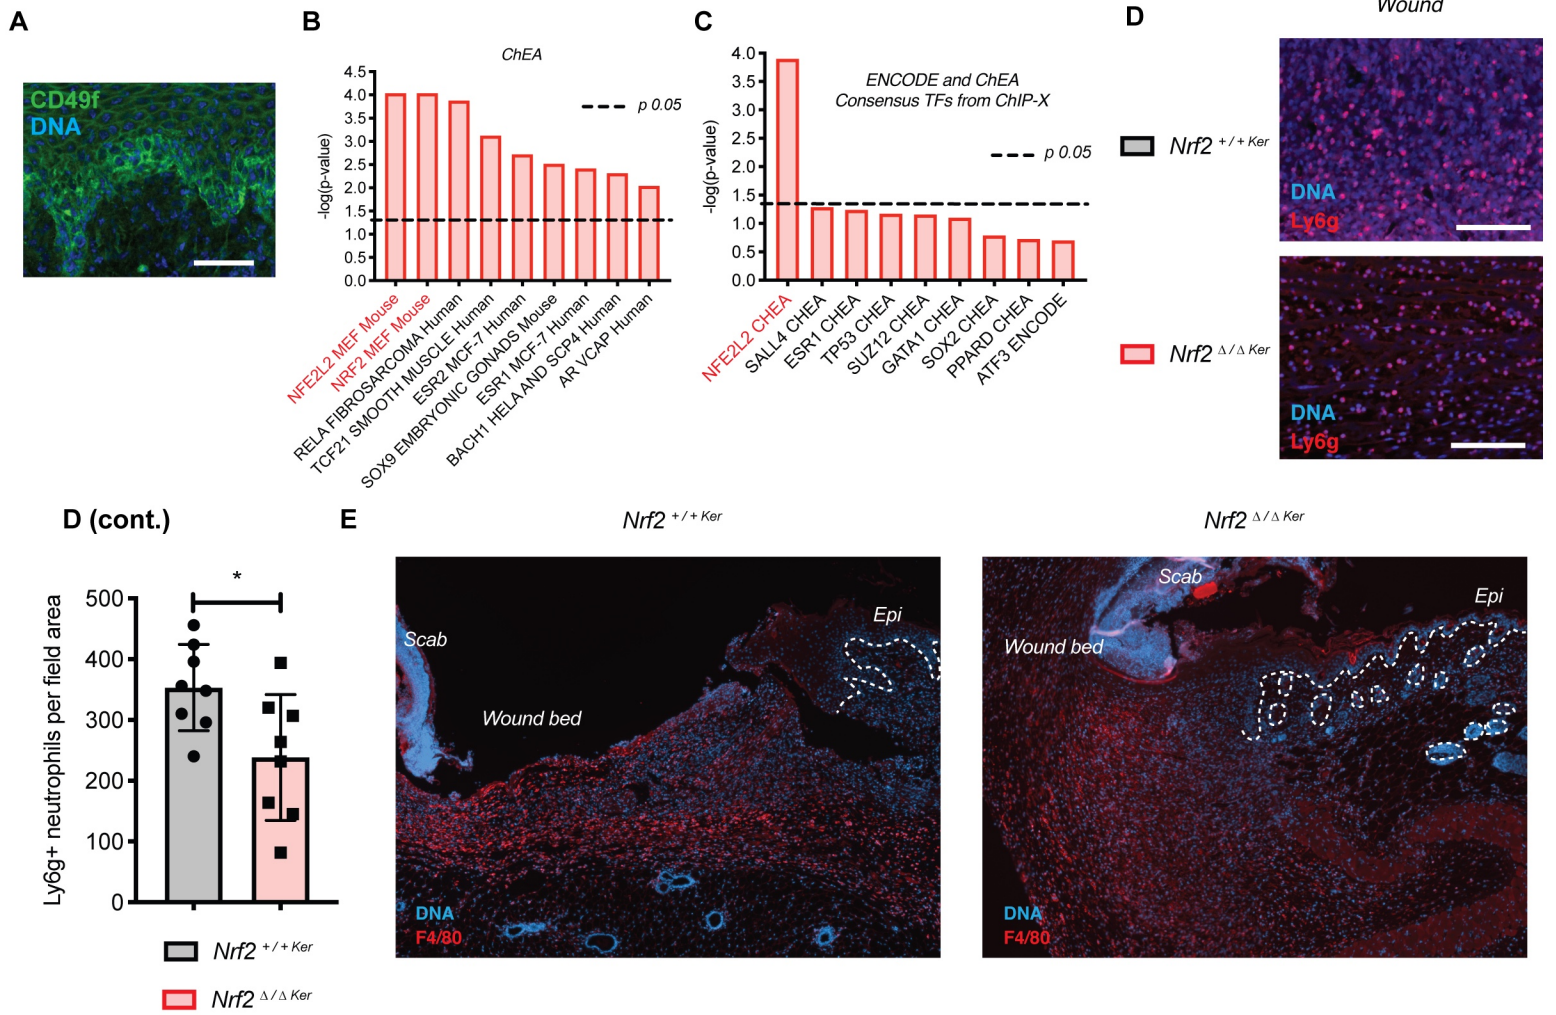 A
CD49f
DNA
B
ChEA
4.5
4.0
3.5
3.0
2.5
2.0
1.5
1.0
0.5
0.0
-log(p-value)
p 0.05
NFE2L2 MEF Mouse
NRF2 MEF Mouse
RELA FIBROSARCOMA Human
TCF21 SMOOTH MUSCLE Human
ESR2 MCF-7 Human
SOX9 EMBRYONIC GONADS Mouse
ESR1 MCF-7 Human
BACH1 HELA AND SCP4 Human
AR VCAP Human
C
ENCODE and ChEA
Consensus TFs from ChIP-X
4.0
3.5
3.0
2.5
2.0
1.5
1.0
0.5
0.0
-log(p-value)
p 0.05
NFE2L2 CHEA
SALL4 CHEA
ESR1 CHEA
TP53 CHEA
SUZ12 CHEA
GATA1 CHEA
SOX2 CHEA
PPARD CHEA
ATF3 ENCODE
D
Wound
Nrf2 +/+ Ker
DNA
Ly6g
Nrf2 Δ/Δ Ker
DNA
Ly6g
D (cont.)
*
500
400
300
200
100
0
Ly6g+ neutrophils per field area
Nrf2 +/+ Ker
Nrf2 Δ/Δ Ker
E
Nrf2 +/+ Ker
Scab
Wound bed
Epi
DNA
F4/80
Nrf2 Δ/Δ Ker
Scab
Wound bed
Epi
DNA
F4/80